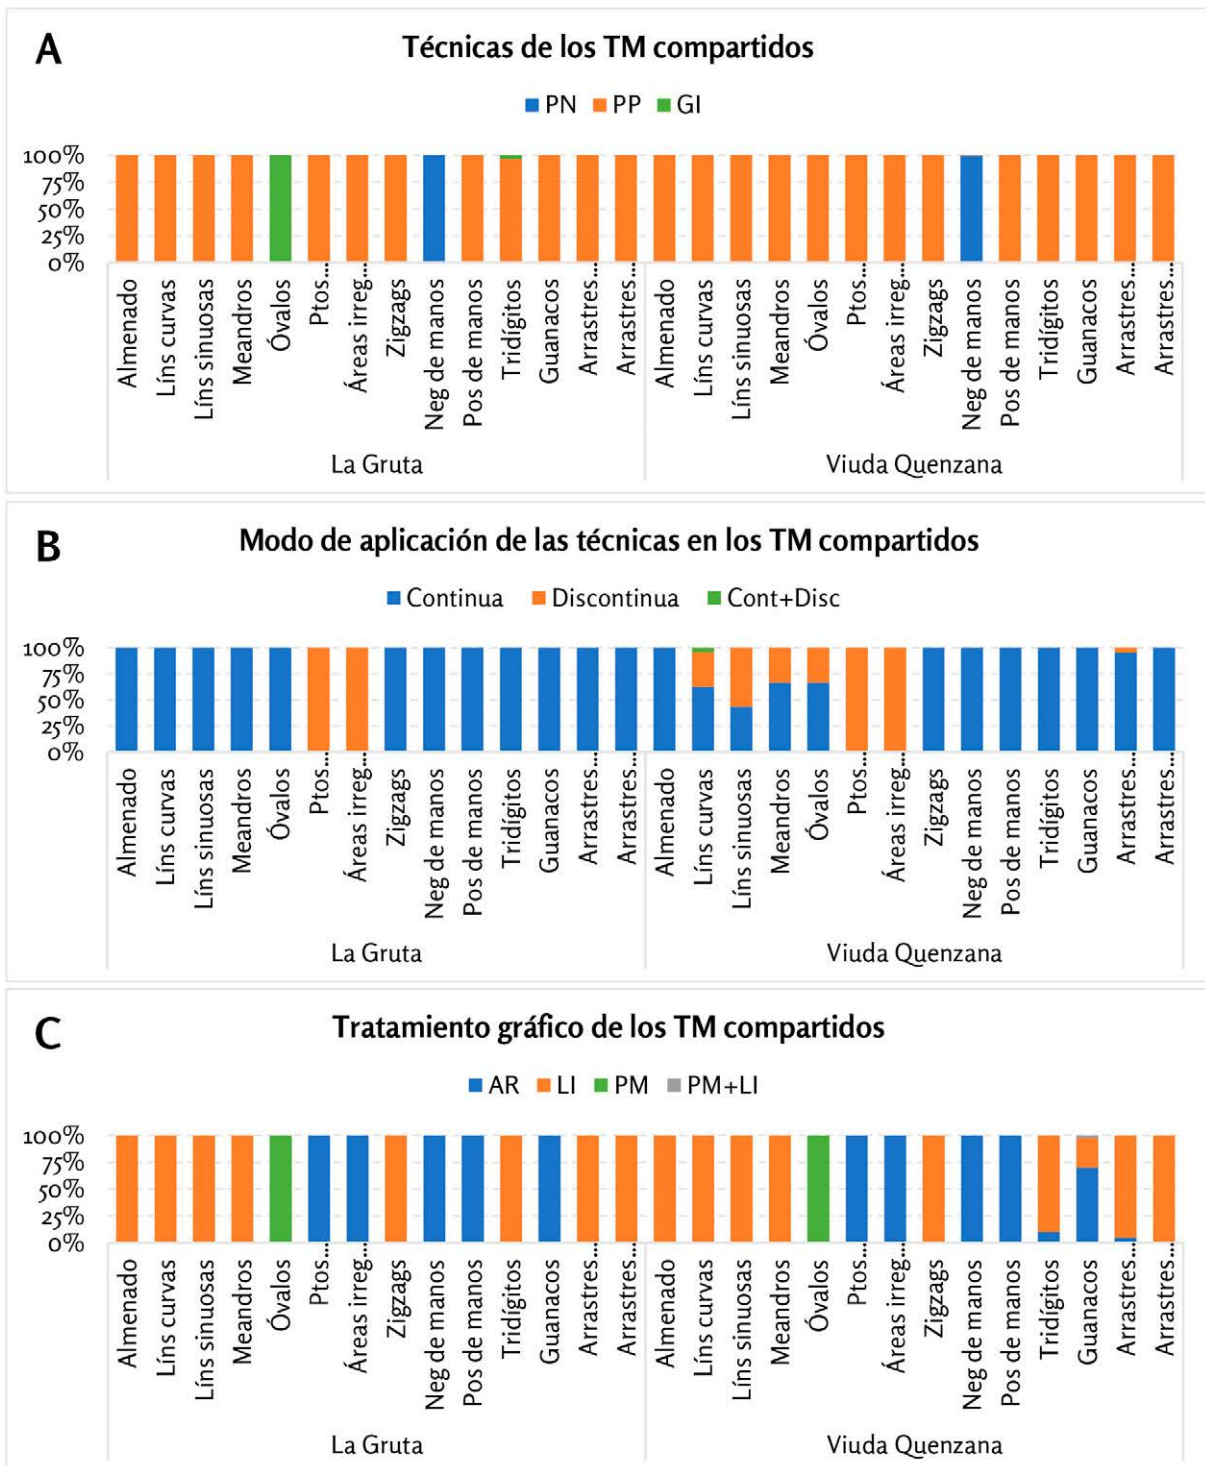 A
Técnicas de los TM compartidos
PN PP GI
100%
75%
50%
25%
0%
Almenado
Líns curvas
Líns sinuosas
Meandros
Óvalos
Ptos...
Áreas irreg...
Zigzags
Neg de manos
Pos de manos
Tridígitos
Guanacos
Arrastres...
Arrastres...
Almenado
Líns curvas
Líns sinuosas
Meandros
Óvalos
Ptos...
Áreas irreg...
Zigzags
Neg de manos
Pos de manos
Tridígitos
Guanacos
Arrastres...
Arrastres...
La Gruta
Viuda Quenzana
B
Modo de aplicación de las técnicas en los TM compartidos
Continua Discontinua Cont+Disc
100%
75%
50%
25%
0%
Almenado
Líns curvas
Líns sinuosas
Meandros
Óvalos
Ptos...
Áreas irreg...
Zigzags
Neg de manos
Pos de manos
Tridígitos
Guanacos
Arrastres...
Arrastres...
Almenado
Líns curvas
Líns sinuosas
Meandros
Óvalos
Ptos...
Áreas irreg...
Zigzags
Neg de manos
Pos de manos
Tridígitos
Guanacos
Arrastres...
Arrastres...
La Gruta
Viuda Quenzana
C
Tratamiento gráfico de los TM compartidos
AR LI PM PM+LI
100%
75%
50%
25%
0%
Almenado
Líns curvas
Líns sinuosas
Meandros
Óvalos
Ptos...
Áreas irreg...
Zigzags
Neg de manos
Pos de manos
Tridígitos
Guanacos
Arrastres...
Arrastres...
Almenado
Líns curvas
Líns sinuosas
Meandros
Óvalos
Ptos...
Áreas irreg...
Zigzags
Neg de manos
Pos de manos
Tridígitos
Guanacos
Arrastres...
Arrastres...
La Gruta
Viuda Quenzana